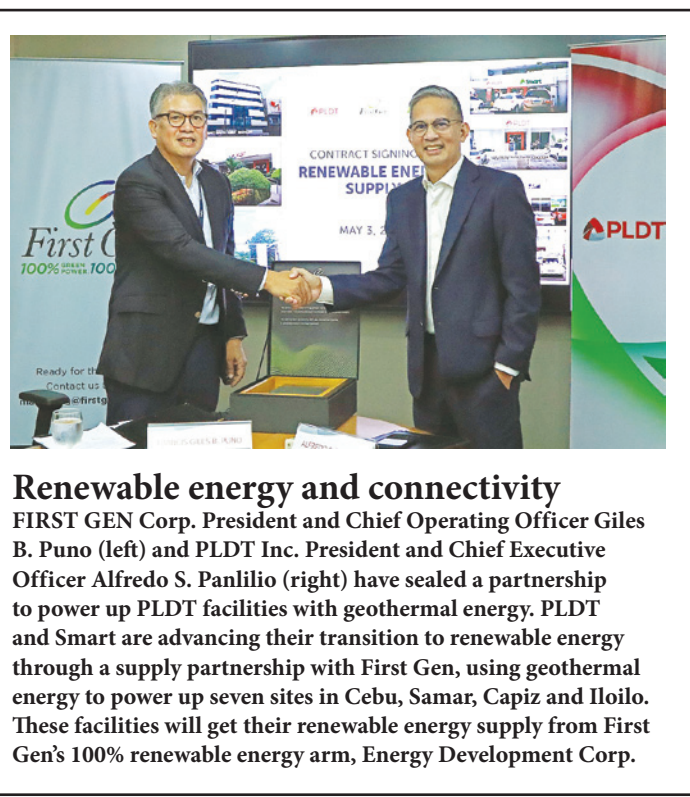 PLDT
Smart
PLDT
CONTRACT SIGNING
RENEWABLE ENE
SUPPLY
MAY 3, 2
First G
100% GREEN POWER 100
PLDT
Ready for th
Contact us
@firstg
GILES B. PUNO
ALFREDO
Renewable energy and connectivity
FIRST GEN Corp. President and Chief Operating Officer Giles
B. Puno (left) and PLDT Inc. President and Chief Executive
Officer Alfredo S. Panlilio (right) have sealed a partnership
to power up PLDT facilities with geothermal energy. PLDT
and Smart are advancing their transition to renewable energy
through a supply partnership with First Gen, using geothermal
energy to power up seven sites in Cebu, Samar, Capiz and Iloilo.
These facilities will get their renewable energy supply from First
Gen’s 100% renewable energy arm, Energy Development Corp.